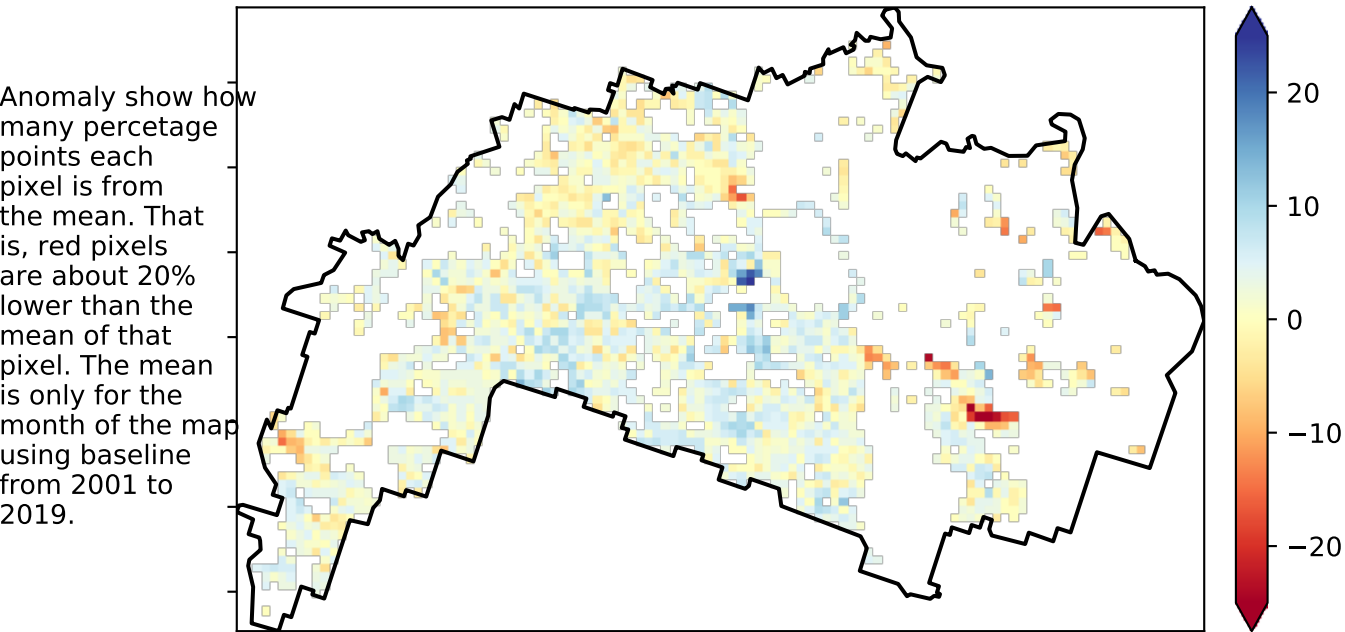 Anomaly show how
many percetage
points each
pixel is from
the mean. That
is, red pixels
are about 20%
lower than the
mean of that
pixel. The mean
is only for the
month of the map
using baseline
from 2001 to
2019.
20
10
0
−10
−20